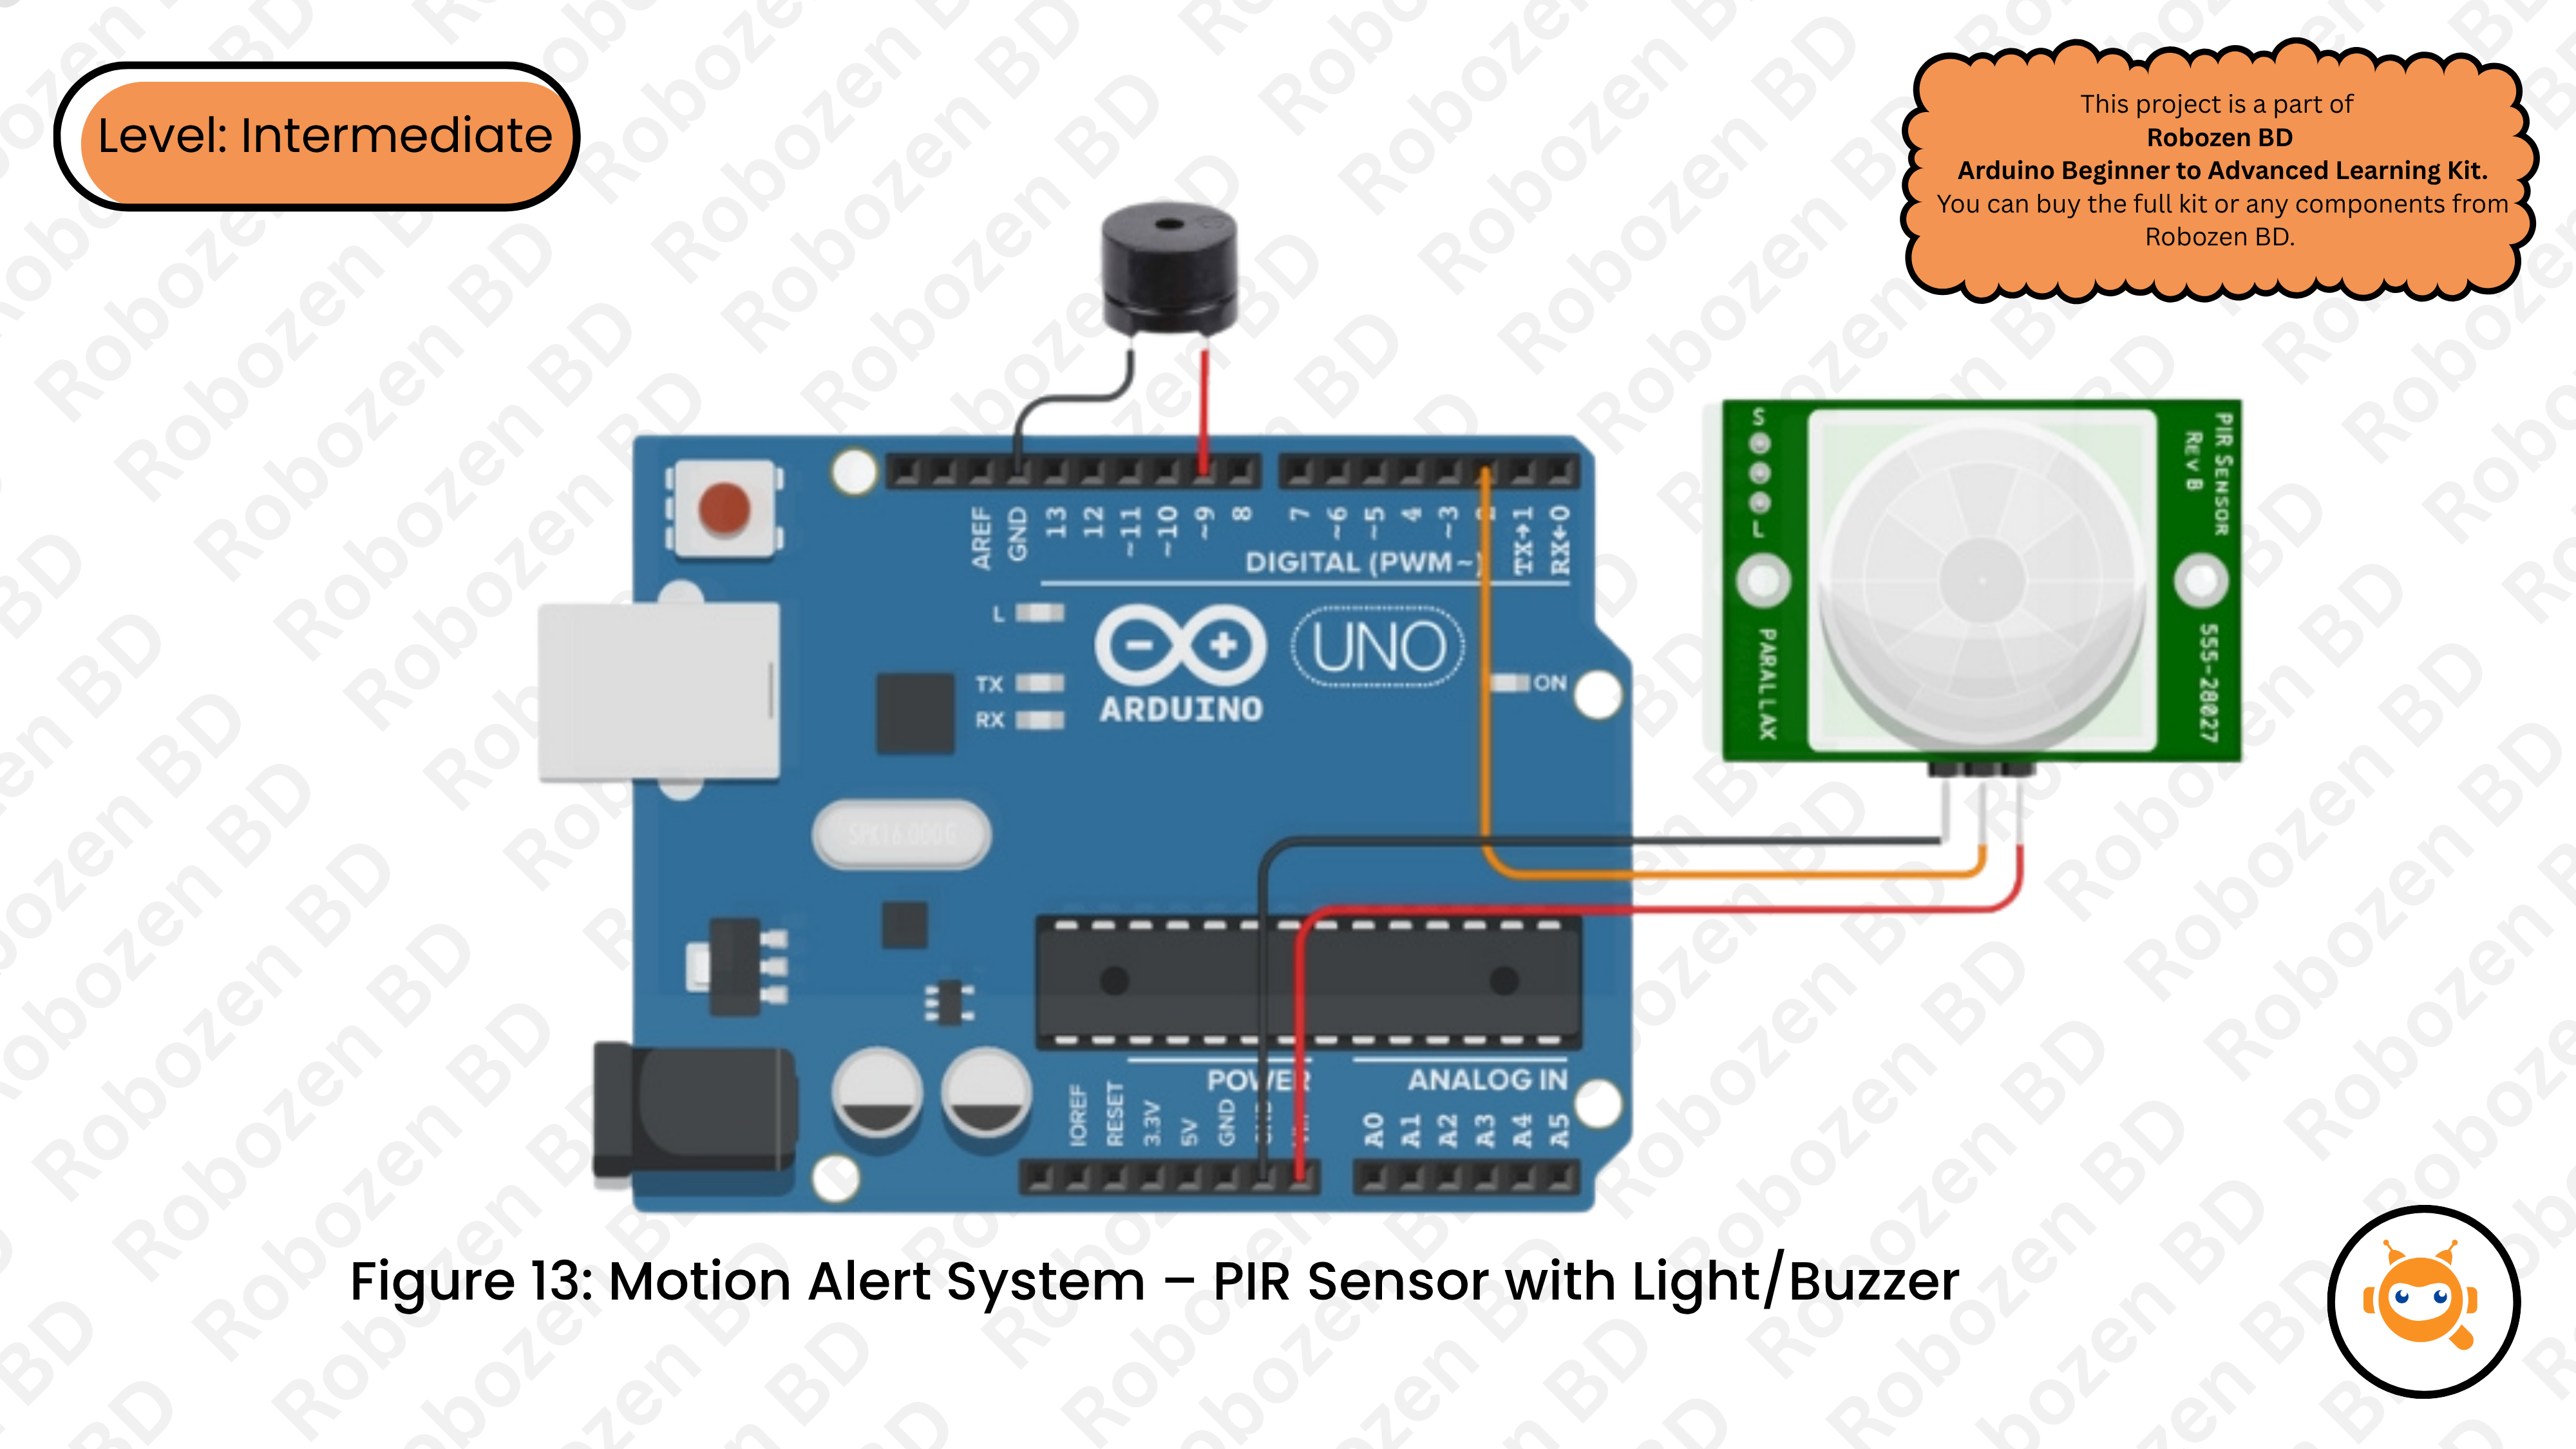 Level: Intermediate
This project is a part of
Robozen BD
Arduino Beginner to Advanced Learning Kit.
You can buy the full kit or any components from
Robozen BD.
AREF
GND
13
12
~11
~10
~9
8
7
~6
~5
4
~3
2
TX→1
RX←0
DIGITAL (PWM~)
L
TX
RX
ARDUINO
UNO
ON
S
L
PARALLAX
PIR SENSOR
REV B
555-28027
POWER
ANALOG IN
IOREF
RESET
3.3V
5V
GND
GND
A0
A1
A2
A3
A4
A5
Figure 13: Motion Alert System – PIR Sensor with Light/Buzzer
Robozen BD